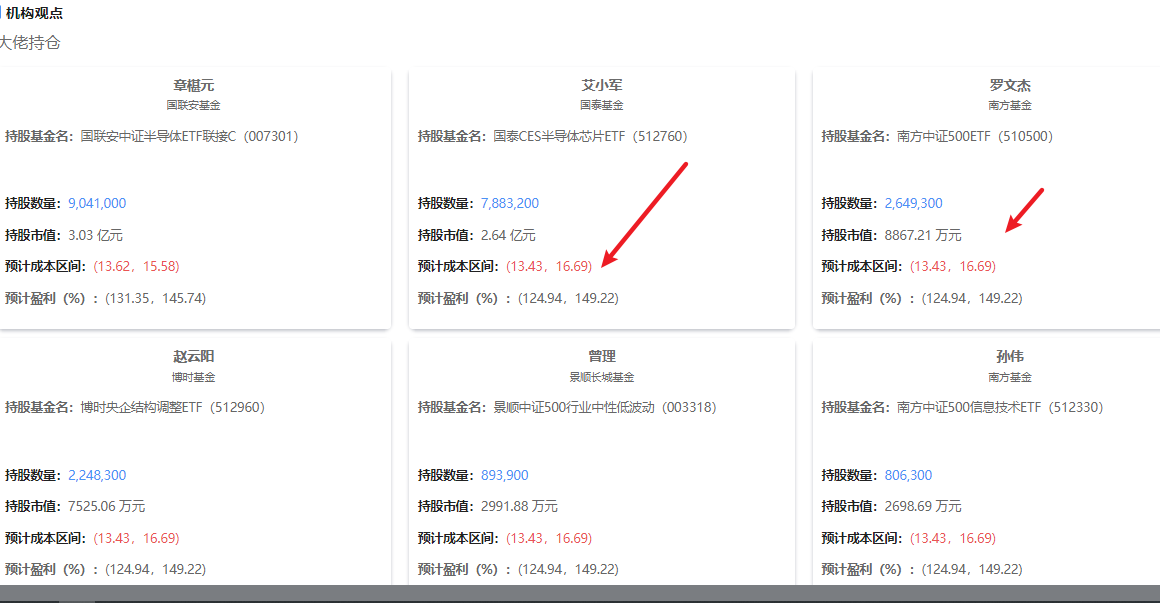 机构观点
大佬持仓
章椹元
国联安基金
持股基金名：国联安中证半导体ETF联接C（007301）
持股数量：9,041,000
持股市值：3.03 亿元
预计成本区间：(13.62，15.58)
预计盈利（%）：(131.35，145.74)
艾小军
国泰基金
持股基金名：国泰CES半导体芯片ETF（512760）
持股数量：7,883,200
持股市值：2.64 亿元
预计成本区间：(13.43，16.69)
预计盈利（%）：(124.94，149.22)
罗文杰
南方基金
持股基金名：南方中证500ETF（510500）
持股数量：2,649,300
持股市值：8867.21 万元
预计成本区间：(13.43，16.69)
预计盈利（%）：(124.94，149.22)
赵云阳
博时基金
持股基金名：博时央企结构调整ETF（512960）
持股数量：2,248,300
持股市值：7525.06 万元
预计成本区间：(13.43，16.69)
预计盈利（%）：(124.94，149.22)
曾理
景顺长城基金
持股基金名：景顺中证500行业中性低波动（003318）
持股数量：893,900
持股市值：2991.88 万元
预计成本区间：(13.43，16.69)
预计盈利（%）：(124.94，149.22)
孙伟
南方基金
持股基金名：南方中证500信息技术ETF（512330）
持股数量：806,300
持股市值：2698.69 万元
预计成本区间：(13.43，16.69)
预计盈利（%）：(124.94，149.22)